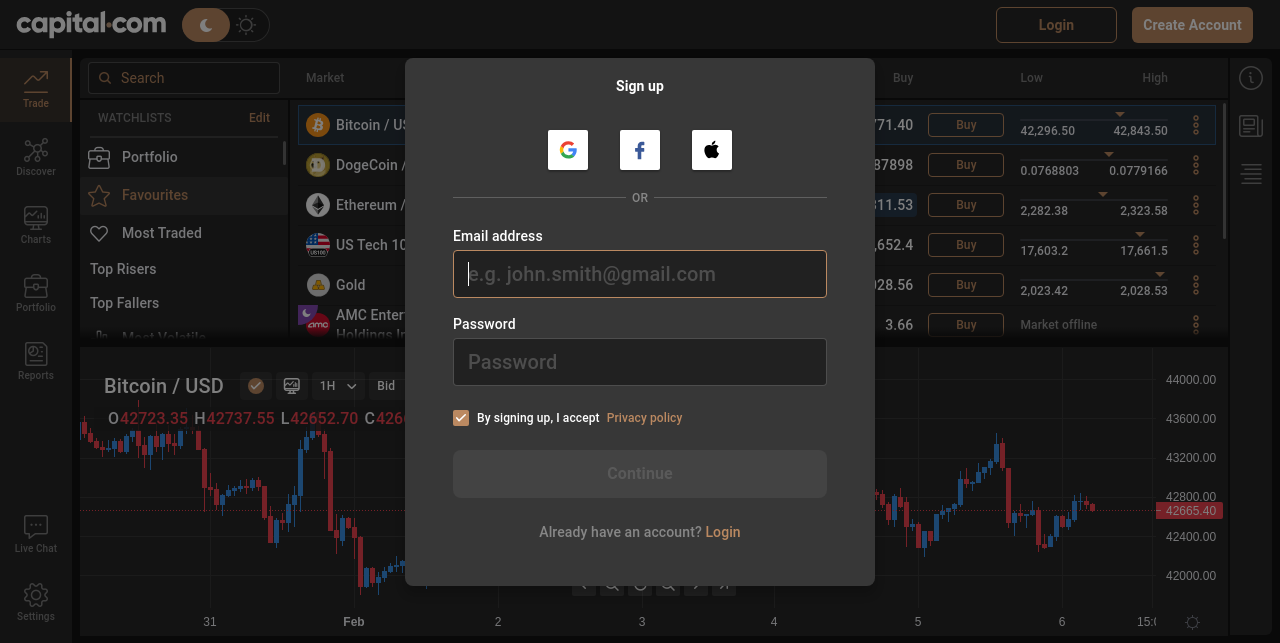 capital.com
Login
Create Account
Trade
Discover
Charts
Portfolio
Reports
Live Chat
Settings
Search
WATCHLISTS Edit
Portfolio
Favourites
Most Traded
Top Risers
Top Fallers
Most Volatile
Market Buy Low High
Bitcoin / US 71.40 Buy 42,296.50 42,843.50
DogeCoin / 87898 Buy 0.0768803 0.0779166
Ethereum / 311.53 Buy 2,282.38 2,323.58
US100
US Tech 10 ,652.4 Buy 17,603.2 17,661.5
Gold 028.56 Buy 2,023.42 2,028.53
amc
AMC Enter
Holdings In
3.66 Buy Market offline
Sign up
OR
Email address
e.g. john.smith@gmail.com
Password
Password
By signing up, I accept Privacy policy
Continue
Already have an account? Login
Bitcoin / USD 1H Bid
O42723.35 H42737.55 L42652.70 C426
44000.00
43600.00
43200.00
42800.00
42665.40
42400.00
42000.00
31 Feb 2 3 4 5 6 15:0